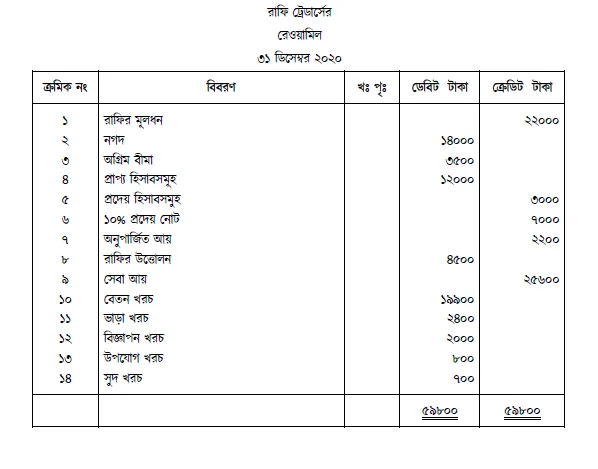 রাফি ট্রেডার্সের
রেওয়ামিল
৩১ ডিসেম্বর ২০২০
ক্রমিক নং বিবরণ খঃ পৃঃ ডেবিট টাকা ক্রেডিট টাকা
১ রাফির মূলধন ২২০০০
২ নগদ ১৪০০০
৩ অগ্রিম বীমা ৩৫০০
৪ প্রাপ্য হিসাবসমূহ ১২০০০
৫ প্রদেয় হিসাবসমুহ ৩০০০
৬ ১০% প্রদেয় নোট ৭০০০
৭ অনুপার্জিত আয় ২২০০
৮ রাফির উত্তোলন ৪৫০০
৯ সেবা আয় ২৫৬০০
১০ বেতন খরচ ১৯৯০০
১১ ভাড়া খরচ ২৪০০
১২ বিজ্ঞাপন খরচ ২০০০
১৩ উপযোগ খরচ ৮০০
১৪ সুদ খরচ ৭০০
৫৯৮০০ ৫৯৮০০